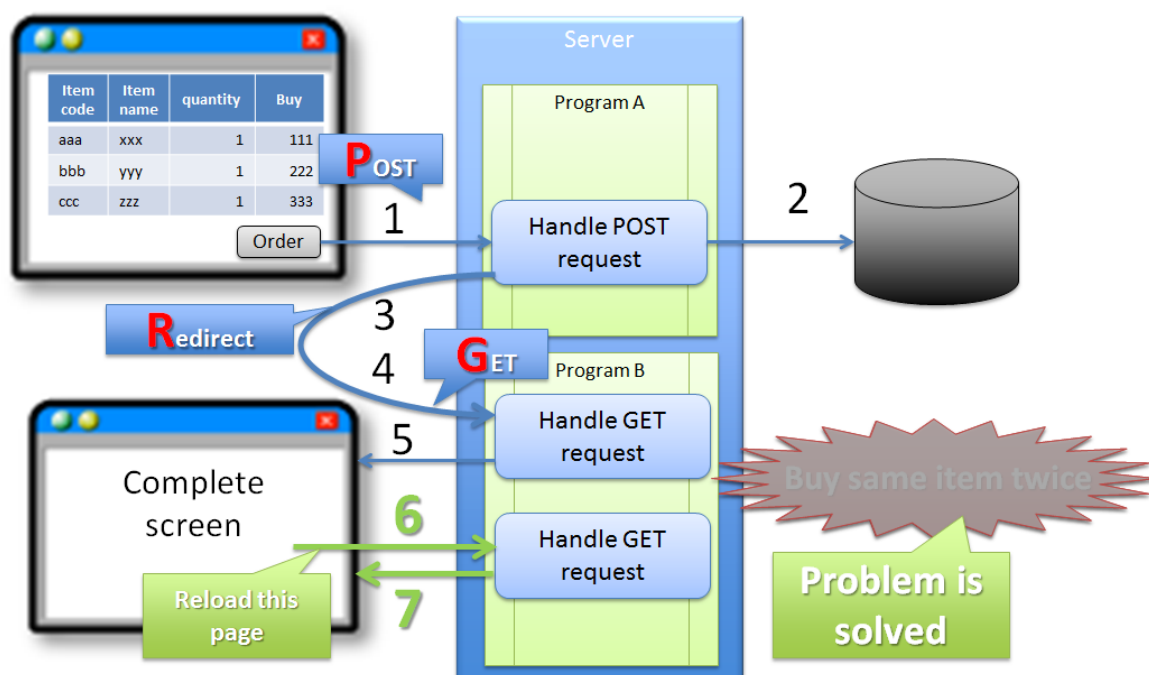 Server
Item code Item name quantity Buy
aaa xxx 1 111
bbb yyy 1 222
ccc zzz 1 333
Order
POST
1
Program A
Handle POST
request
2
Redirect
3
4
GET
Program B
Handle GET
request
5
Complete
screen
6
Handle GET
request
7
Reload this
page
Buy same item twice
Problem is
solved